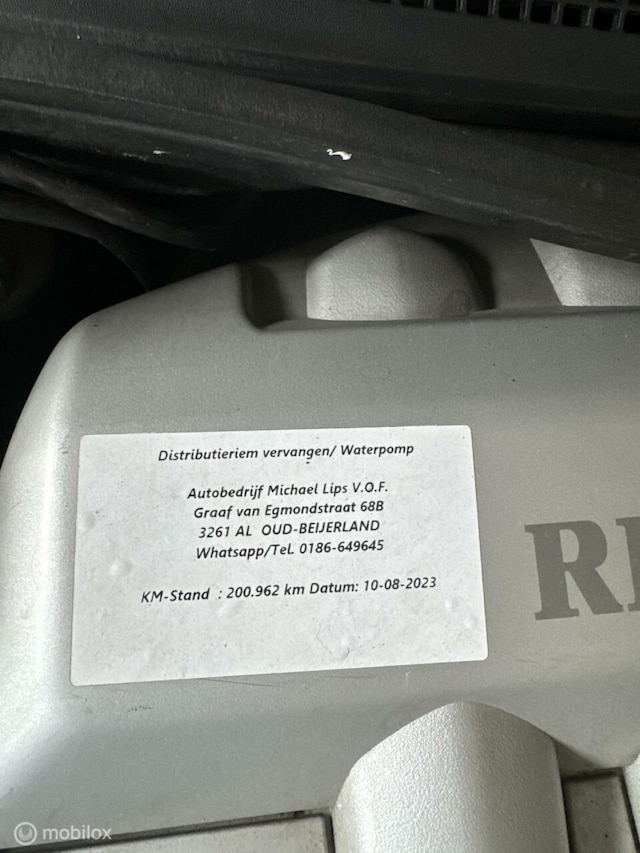 Distributieriem vervangen/ Waterpomp
Autobedrijf Michael Lips V.O.F.
Graaf van Egmondstraat 68B
3261 AL OUD-BEIJERLAND
Whatsapp/Tel. 0186-649645
KM-Stand : 200.962 km Datum: 10-08-2023
mobilox